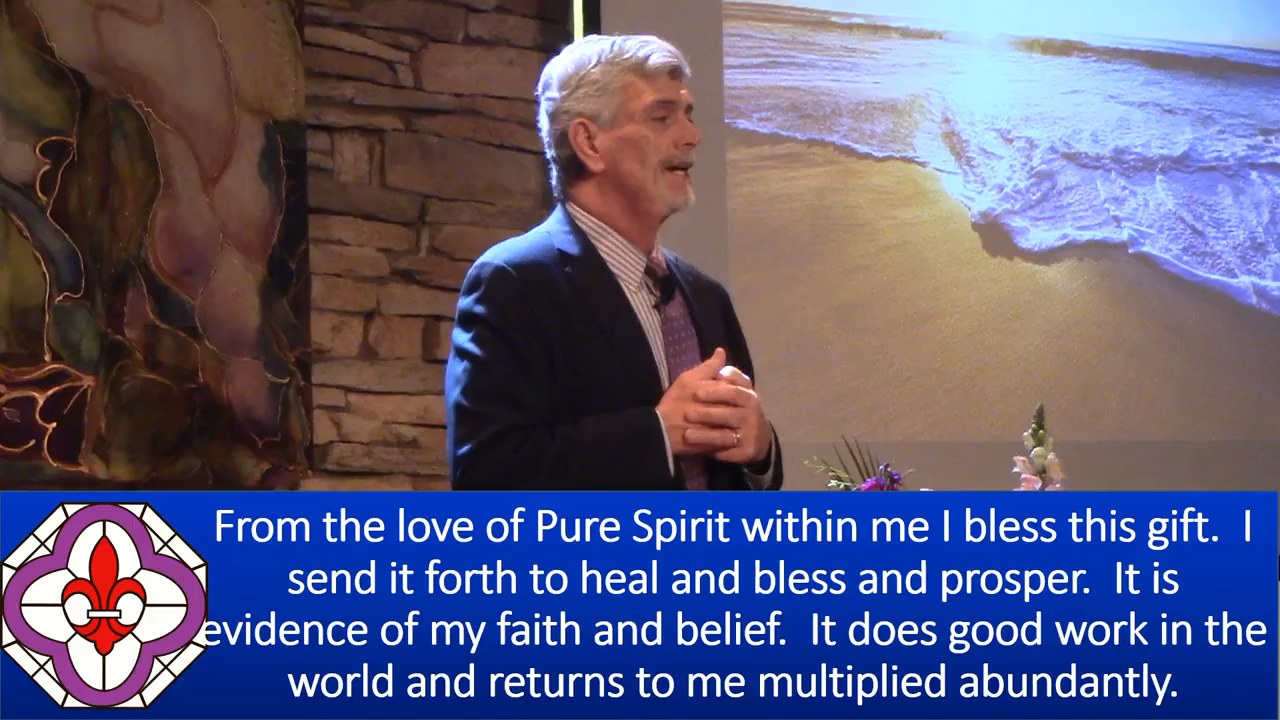 From the love of Pure Spirit within me I bless this gift.  I
send it forth to heal and bless and prosper.  It is
evidence of my faith and belief.  It does good work in the
world and returns to me multiplied abundantly.